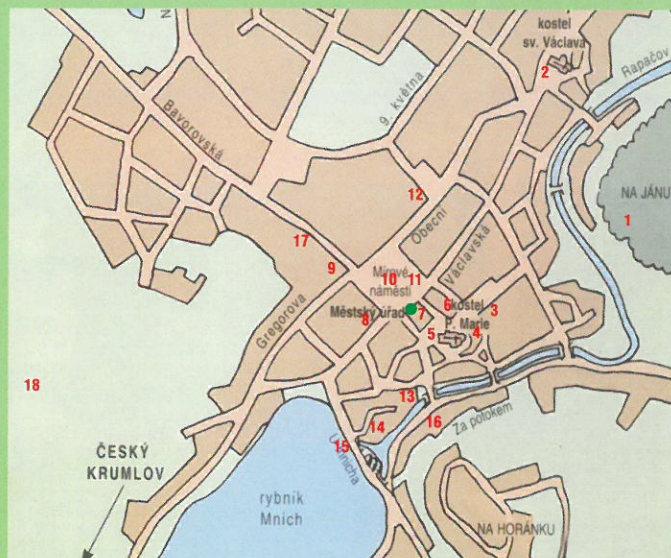 N
kostel
sv. Václava
2
Rapačov
9. května
Bavorovská
NA JÁNU
1
12
Obecní
17
Václavská
9
Mírové
náměstí
10
11
6
kostel
P. Marie
3
Městský úřad
7
8
5
4
Gregorova
18
13
14
16
Za potokem
15
U Mnicha
ČESKÝ
KRUMLOV
rybník
Mnich
NA HORÁNKU